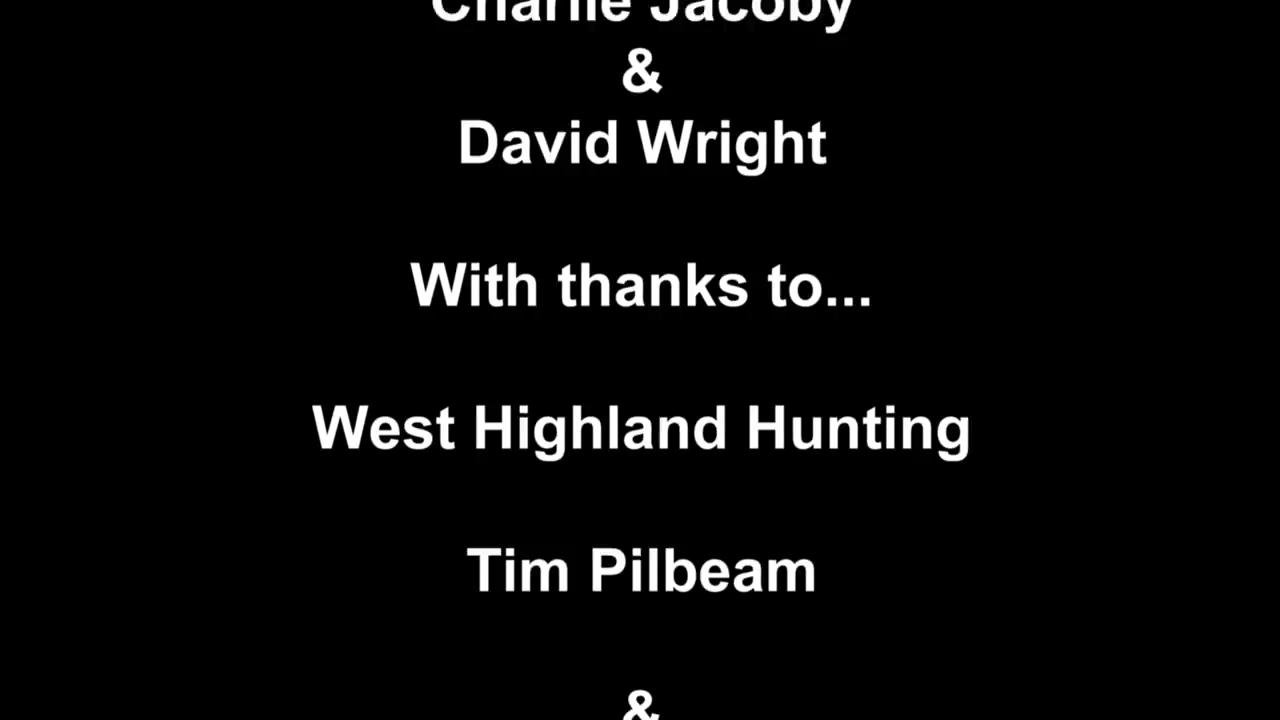 Charlie Jacoby
&
David Wright
With thanks to...
West Highland Hunting
Tim Pilbeam
&